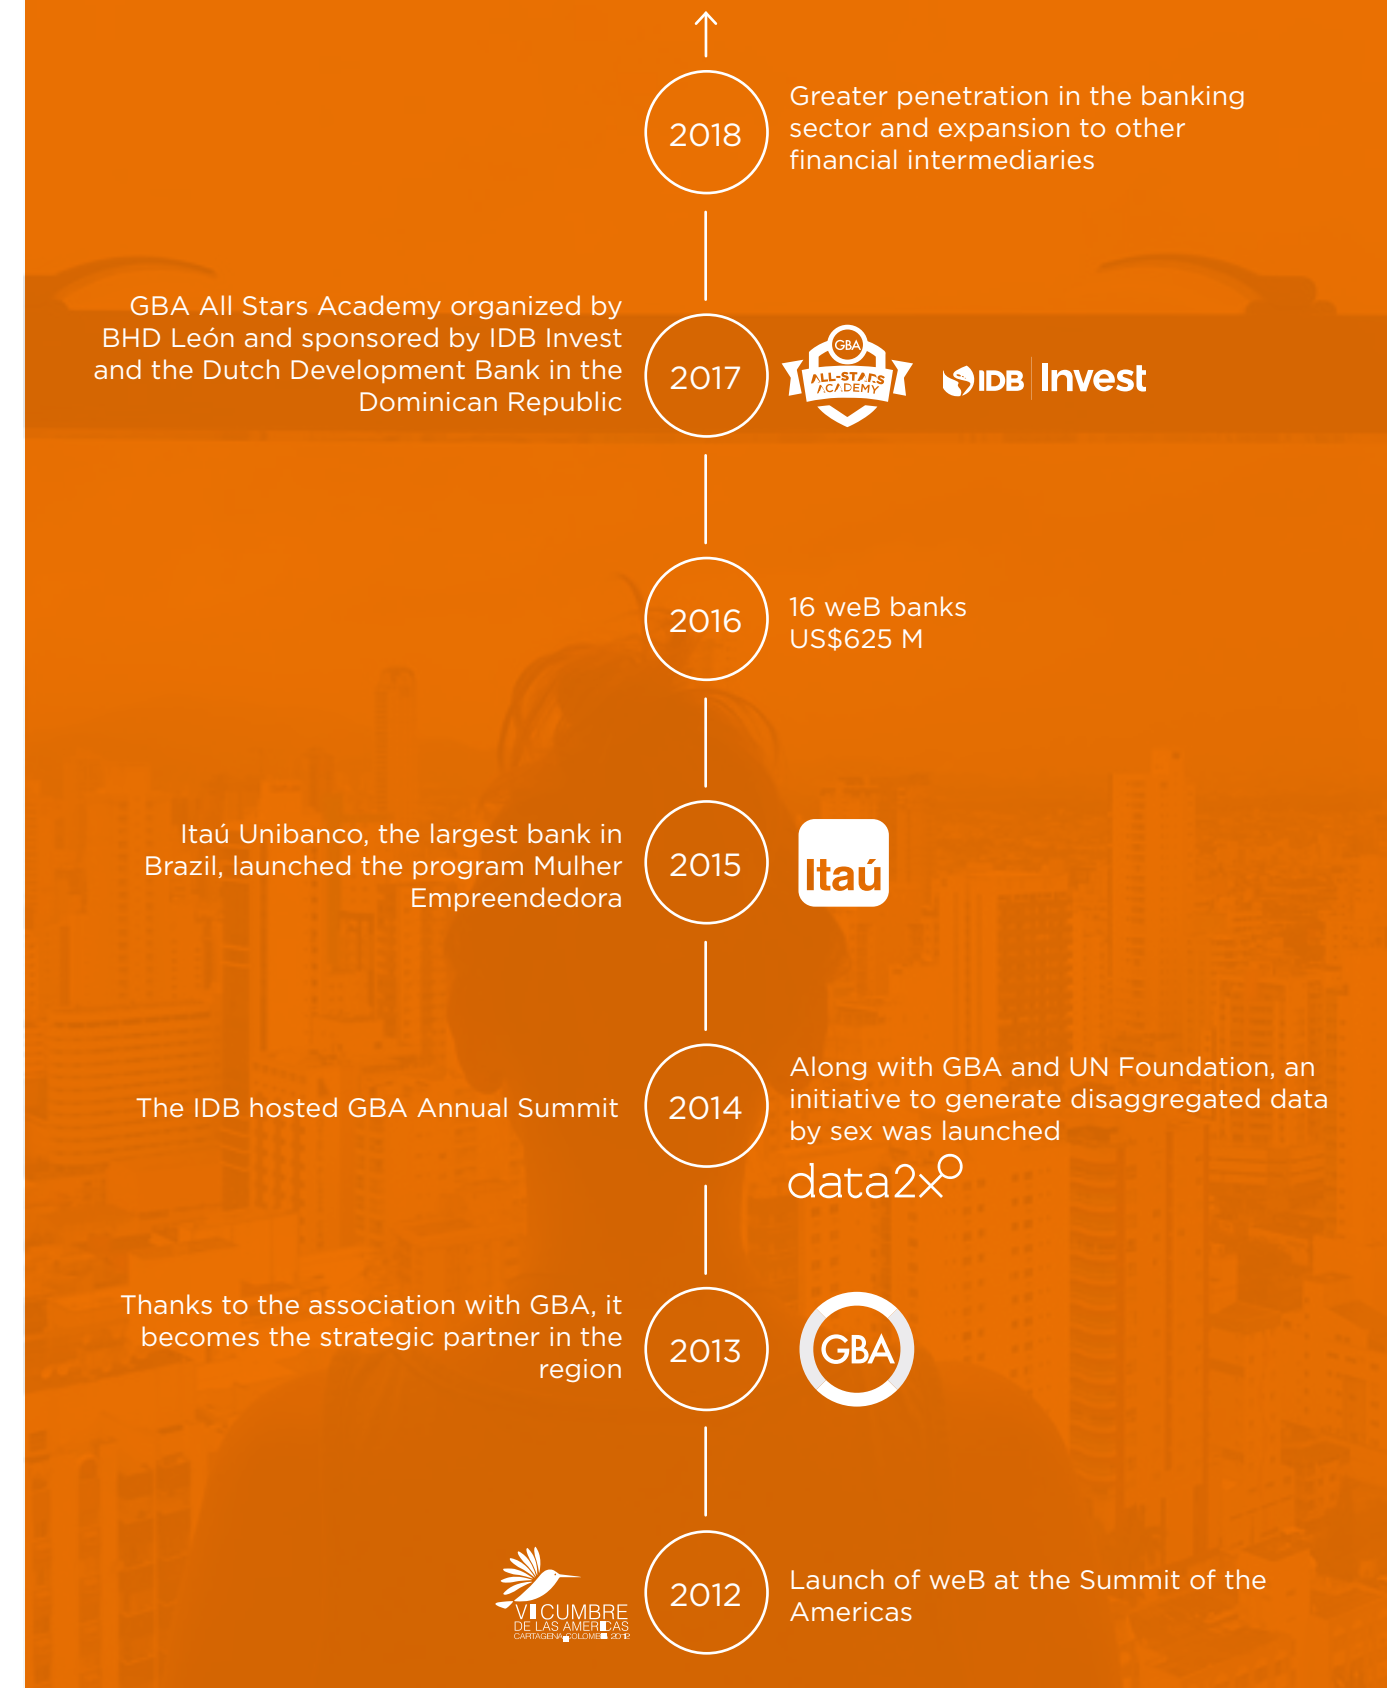 2018
Greater penetration in the banking
sector and expansion to other
financial intermediaries
GBA All Stars Academy organized by
BHD León and sponsored by IDB Invest
and the Dutch Development Bank in the
Dominican Republic
2017
GBA
ALL-STARS
ACADEMY
IDB Invest
2016
16 weB banks
US$625 M
Itaú Unibanco, the largest bank in
Brazil, launched the program Mulher
Empreendedora
2015
Itaú
The IDB hosted GBA Annual Summit
2014
Along with GBA and UN Foundation, an
initiative to generate disaggregated data
by sex was launched
data2x
Thanks to the association with GBA, it
becomes the strategic partner in the
region
2013
GBA
VI CUMBRE
DE LAS AMERICAS
CARTAGENA COLOMBIA 2012
2012
Launch of weB at the Summit of the
Americas